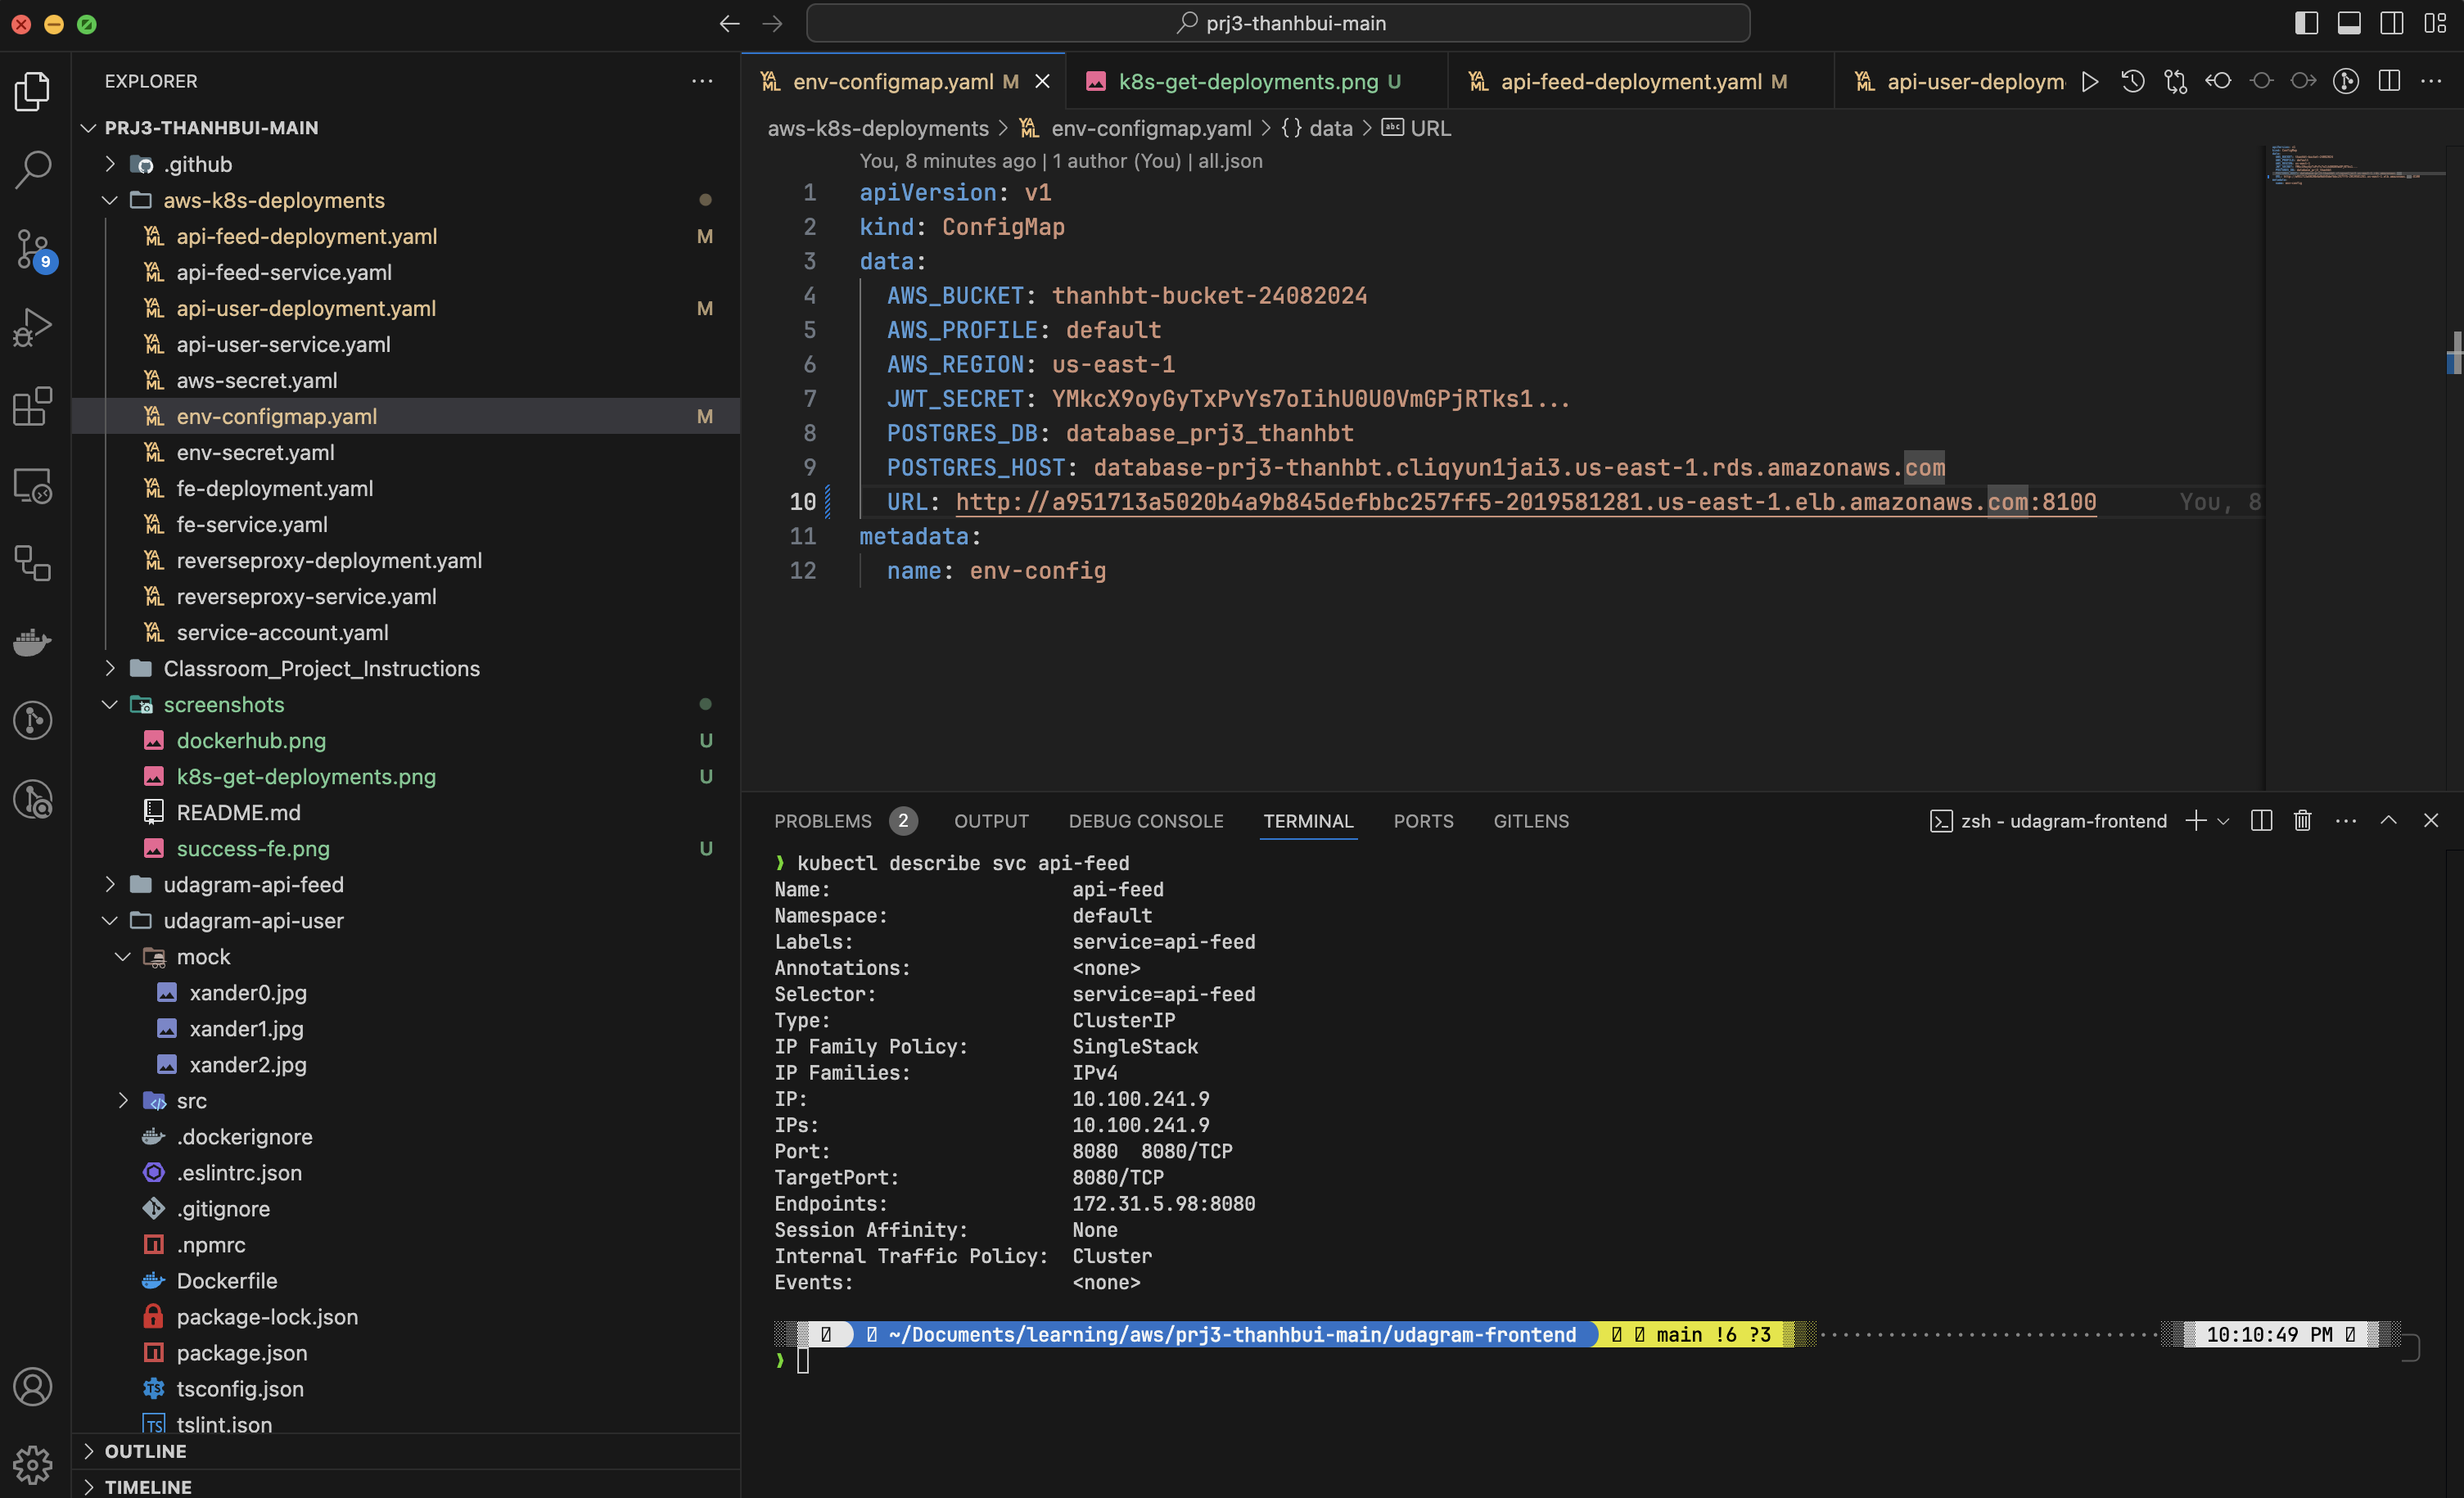 prj3-thanhbui-main
EXPLORER
PRJ3-THANHBUI-MAIN
.github
aws-k8s-deployments
api-feed-deployment.yaml M
api-feed-service.yaml
api-user-deployment.yaml M
api-user-service.yaml
aws-secret.yaml
env-configmap.yaml M
env-secret.yaml
fe-deployment.yaml
fe-service.yaml
reverseproxy-deployment.yaml
reverseproxy-service.yaml
service-account.yaml
Classroom_Project_Instructions
screenshots
dockerhub.png U
k8s-get-deployments.png U
README.md
success-fe.png U
udagram-api-feed
udagram-api-user
mock
xander0.jpg
xander1.jpg
xander2.jpg
src
.dockerignore
.eslintrc.json
.gitignore
.npmrc
Dockerfile
package-lock.json
package.json
tsconfig.json
tslint.json
OUTLINE
TIMELINE
9
env-configmap.yaml M
k8s-get-deployments.png U
api-feed-deployment.yaml M
api-user-deploym
aws-k8s-deployments > env-configmap.yaml > {} data > abc URL
You, 8 minutes ago | 1 author (You) | all.json
1 apiVersion: v1
2 kind: ConfigMap
3 data:
4 AWS_BUCKET: thanhbt-bucket-24082024
5 AWS_PROFILE: default
6 AWS_REGION: us-east-1
7 JWT_SECRET: YMkcX9oyGyTxPvYs7oIihU0U0VmGPjRTks1...
8 POSTGRES_DB: database_prj3_thanhbt
9 POSTGRES_HOST: database-prj3-thanhbt.cliqyun1jai3.us-east-1.rds.amazonaws.com
10 URL: http://a951713a5020b4a9b845defbbc257ff5-2019581281.us-east-1.elb.amazonaws.com:8100 You, 8
11 metadata:
12 name: env-config
PROBLEMS 2 OUTPUT DEBUG CONSOLE TERMINAL PORTS GITLENS
zsh - udagram-frontend
❯ kubectl describe svc api-feed
Name: api-feed
Namespace: default
Labels: service=api-feed
Annotations: <none>
Selector: service=api-feed
Type: ClusterIP
IP Family Policy: SingleStack
IP Families: IPv4
IP: 10.100.241.9
IPs: 10.100.241.9
Port: 8080 8080/TCP
TargetPort: 8080/TCP
Endpoints: 172.31.5.98:8080
Session Affinity: None
Internal Traffic Policy: Cluster
Events: <none>
~/Documents/learning/aws/prj3-thanhbui-main/udagram-frontend main !6 ?3 10:10:49 PM
❯